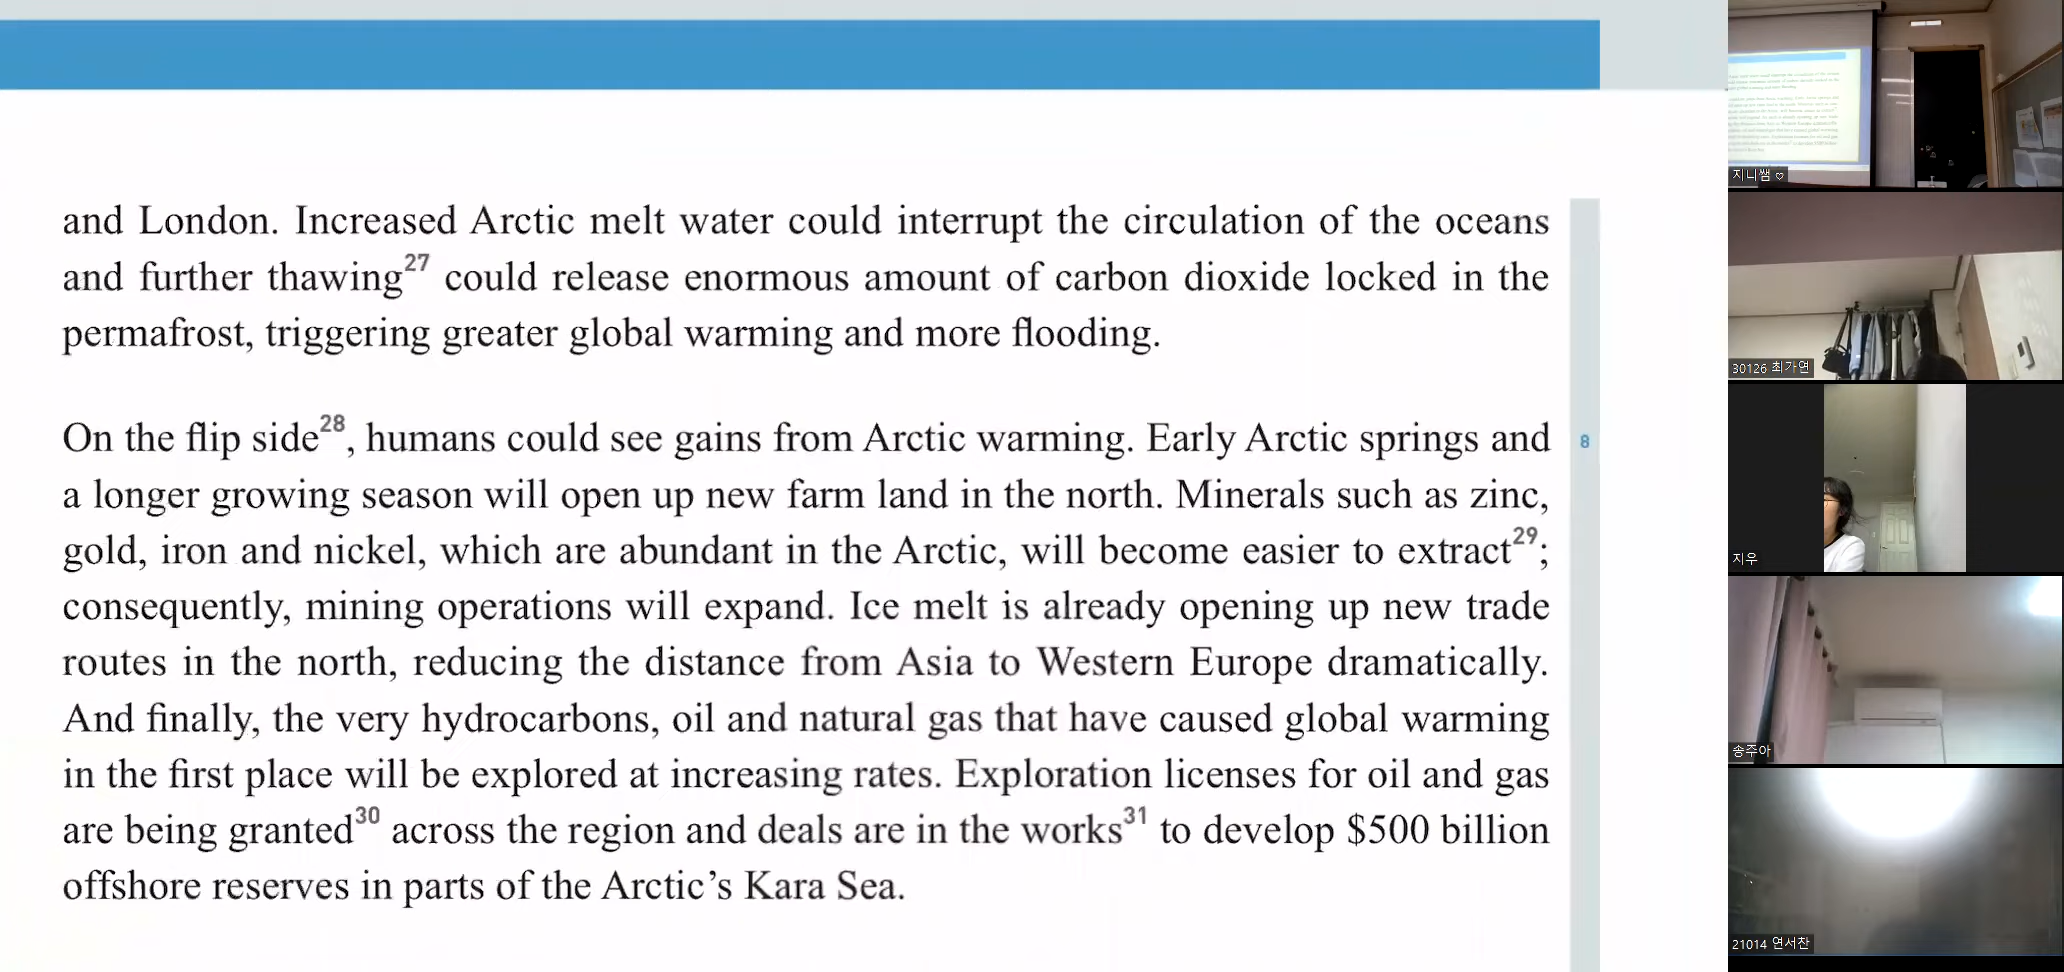 and London. Increased Arctic melt water could interrupt the circulation of the oceans
and further thawing27 could release enormous amount of carbon dioxide locked in the
permafrost, triggering greater global warming and more flooding.
On the flip side28, humans could see gains from Arctic warming. Early Arctic springs and
a longer growing season will open up new farm land in the north. Minerals such as zinc,
gold, iron and nickel, which are abundant in the Arctic, will become easier to extract29;
consequently, mining operations will expand. Ice melt is already opening up new trade
routes in the north, reducing the distance from Asia to Western Europe dramatically.
And finally, the very hydrocarbons, oil and natural gas that have caused global warming
in the first place will be explored at increasing rates. Exploration licenses for oil and gas
are being granted30 across the region and deals are in the works31 to develop $500 billion
offshore reserves in parts of the Arctic’s Kara Sea.
8
지니쌤 ♡
30126 최가연
지우
송주아
21014 연서찬